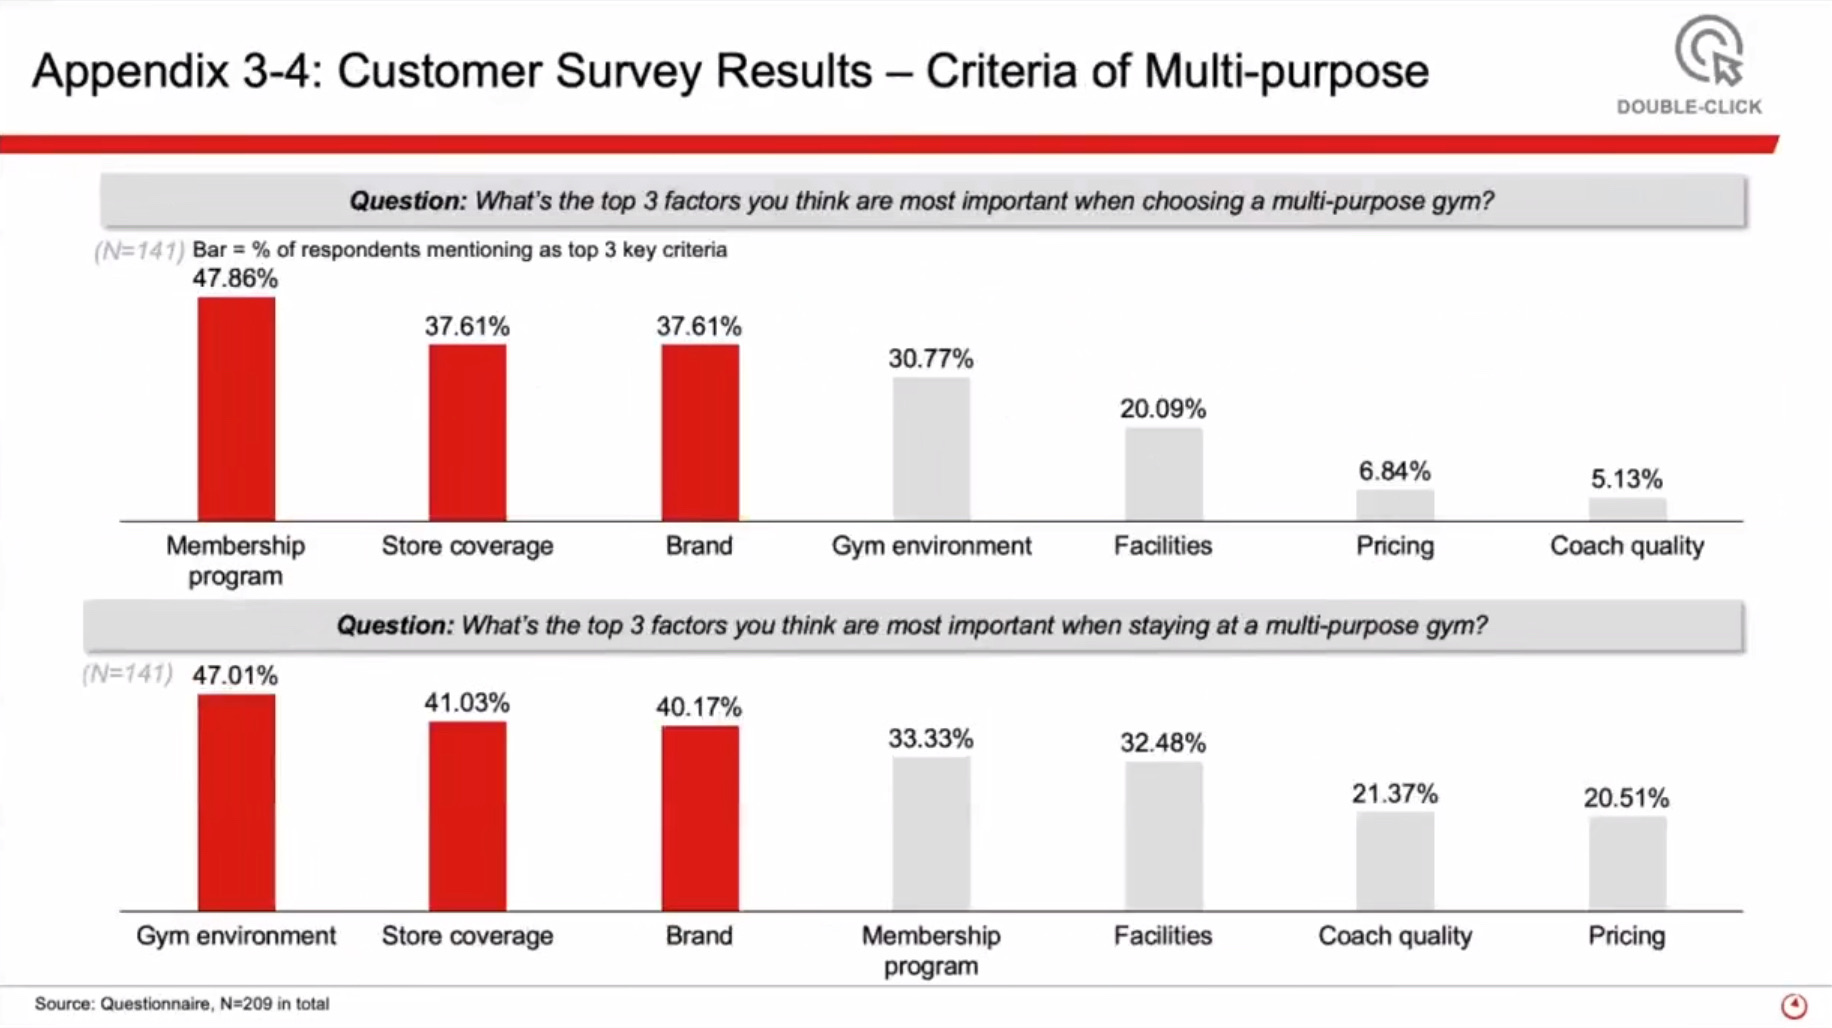 Appendix 3-4: Customer Survey Results – Criteria of Multi-purpose
DOUBLE-CLICK
Question: What's the top 3 factors you think are most important when choosing a multi-purpose gym?
(N=141) Bar = % of respondents mentioning as top 3 key criteria
47.86%
37.61%
37.61%
30.77%
20.09%
6.84%
5.13%
Membership
program
Store coverage
Brand
Gym environment
Facilities
Pricing
Coach quality
Question: What's the top 3 factors you think are most important when staying at a multi-purpose gym?
(N=141)
47.01%
41.03%
40.17%
33.33%
32.48%
21.37%
20.51%
Gym environment
Store coverage
Brand
Membership
program
Facilities
Coach quality
Pricing
Source: Questionnaire, N=209 in total